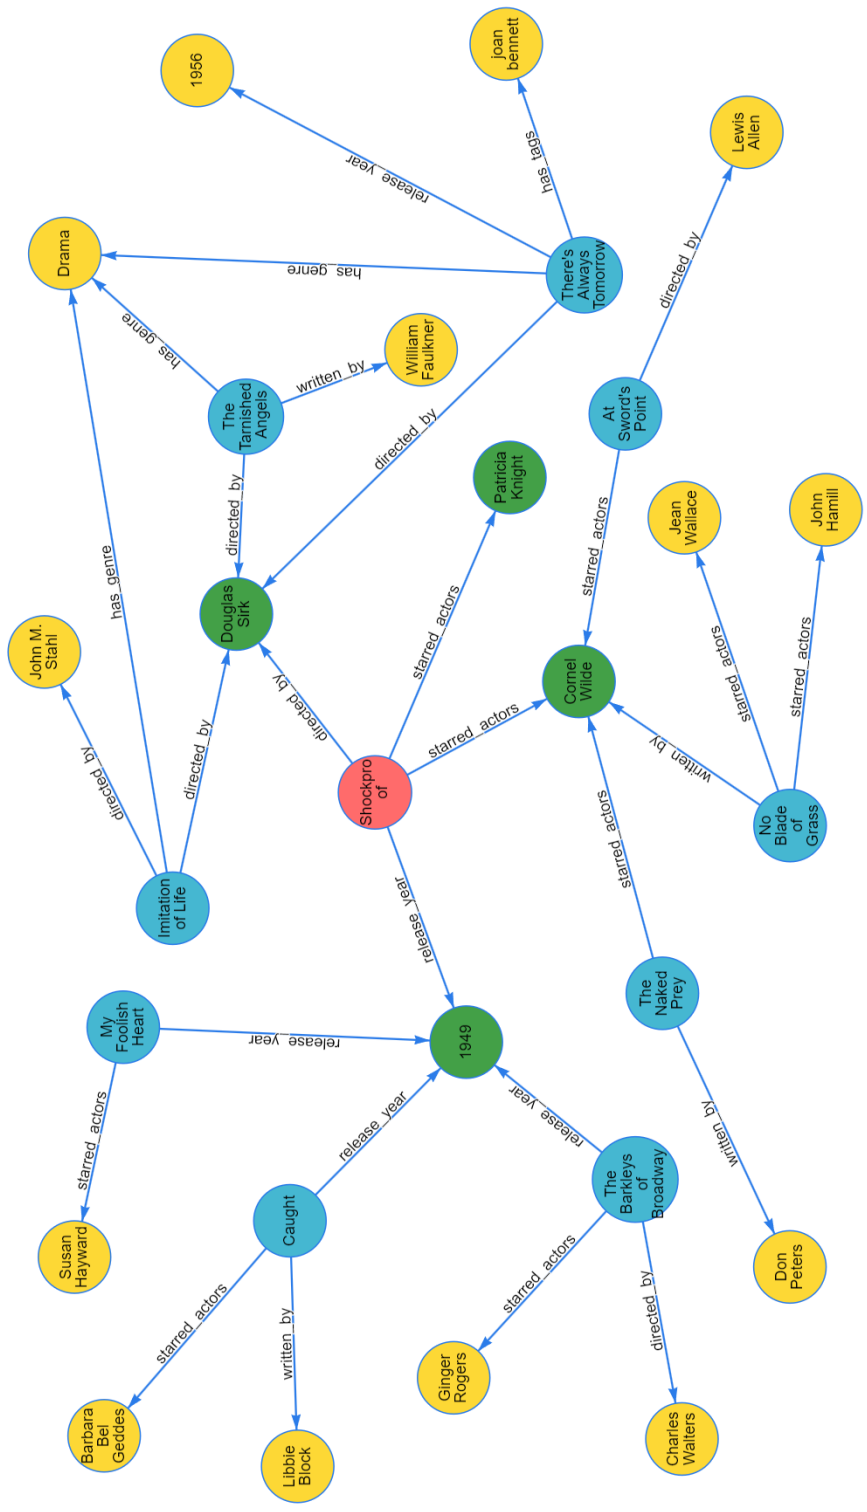 1956
joan
bennett
Lewis
Allen
release_year
has_tags
Drama
has_genre
There's
Always
Tomorrow
directed_by
has_genre
William
Faulkner
written_by
The
Tarnished
Angels
directed_by
At
Sword's
Point
directed_by
Patricia
Knight
Jean
Wallace
John
Hamill
starred_actors
has_genre
John M.
Stahl
Douglas
Sirk
starred_actors
Cornel
Wilde
starred_actors
starred_actors
directed_by
directed_by
directed_by
starred_actors
written_by
Shockpro
of
No
Blade
of
Grass
starred_actors
Imitation
of Life
release_year
My
Foolish
Heart
release_year
1949
The
Naked
Prey
starred_actors
release_year
release_year
written_by
Susan
Hayward
Caught
The
Barkleys
of
Broadway
Don
Peters
starred_actors
written_by
starred_actors
directed_by
Barbara
Bel
Geddes
Libbie
Block
Ginger
Rogers
Charles
Walters